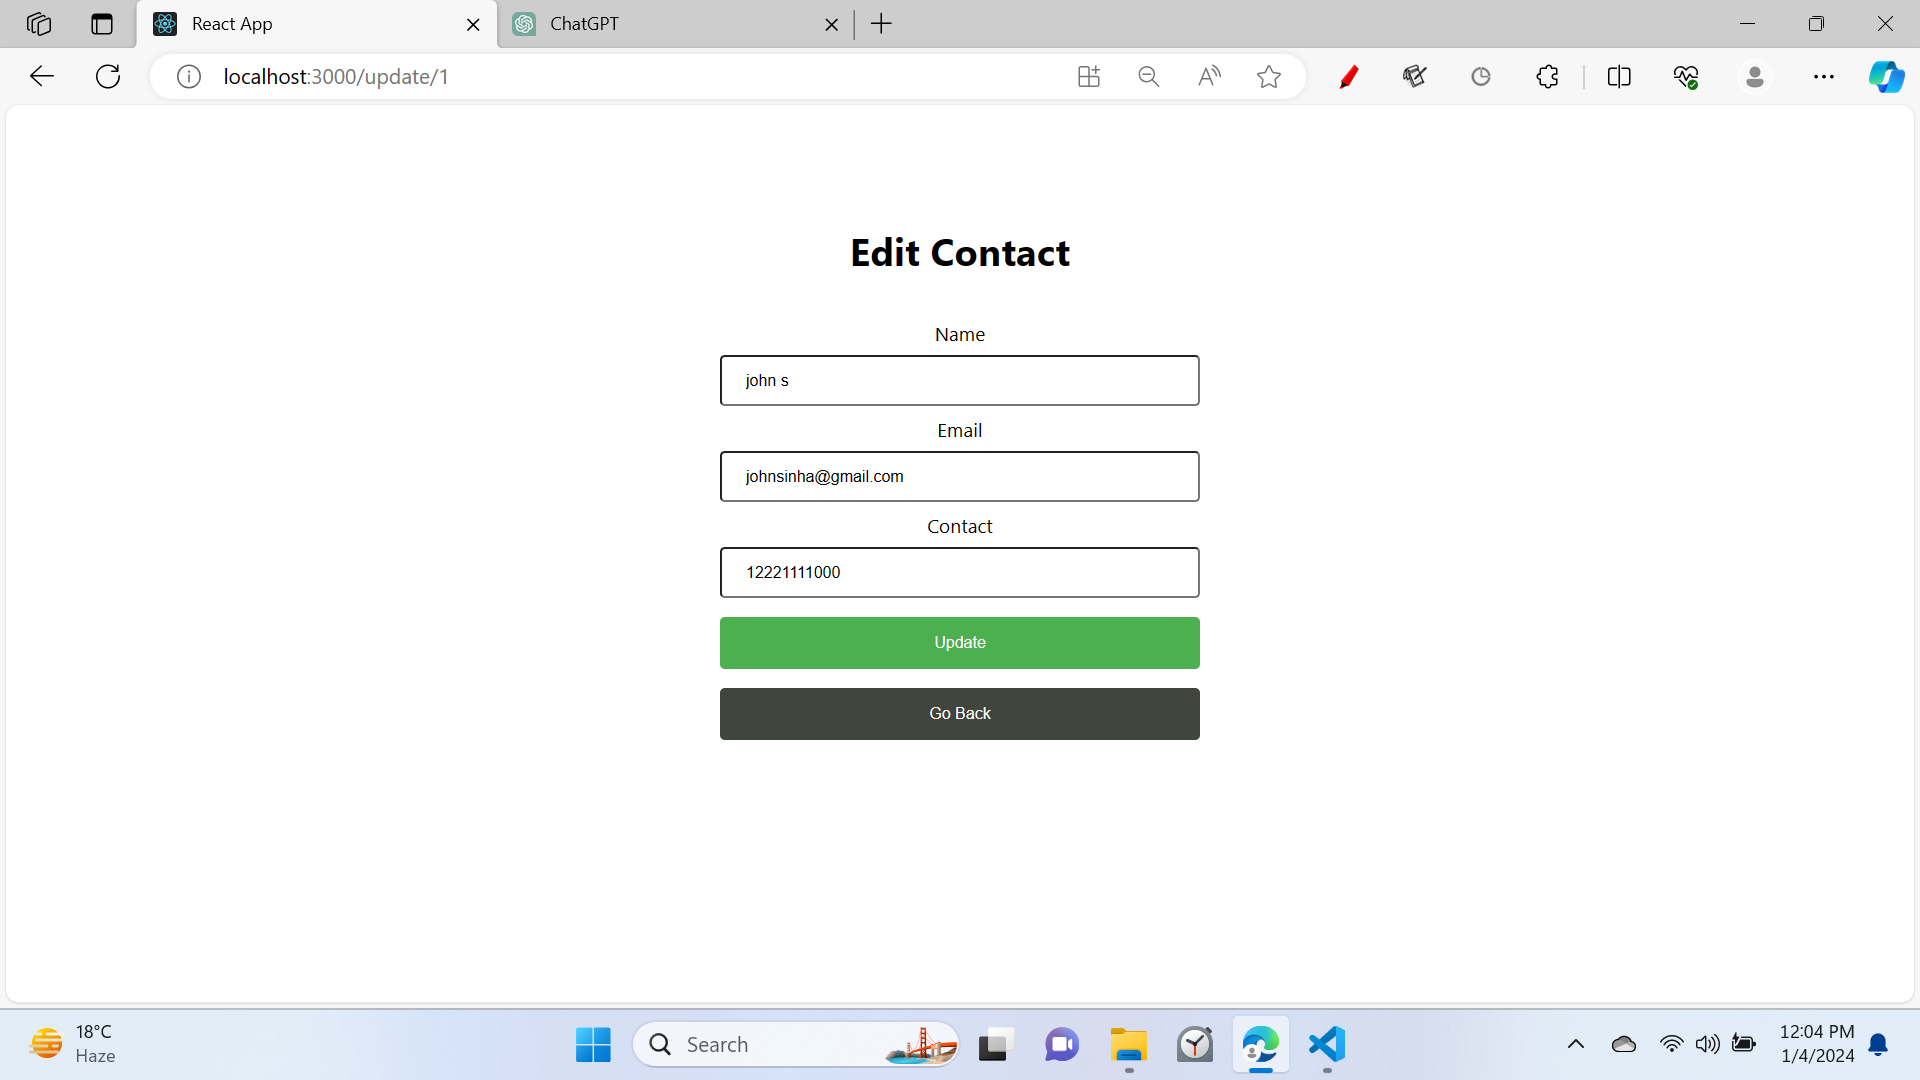 React App
ChatGPT
localhost:3000/update/1
Edit Contact
Name
john s
Email
johnsinha@gmail.com
Contact
12221111000
Update
Go Back
18°C
Haze
Search
12:04 PM
1/4/2024